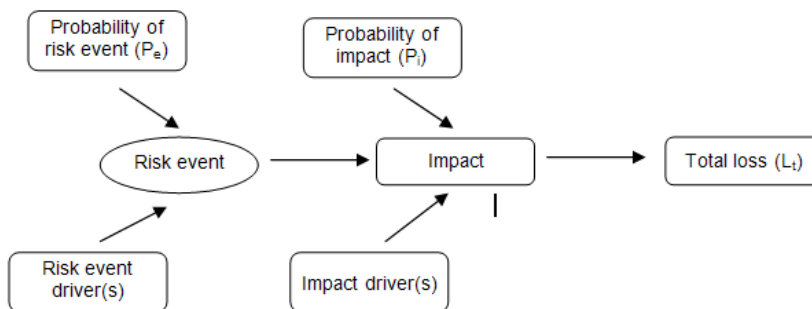 Probability of
risk event (Pₑ)
Probability of
impact (Pᵢ)
Risk event
Impact
Total loss (Lₜ)
Risk event
driver(s)
Impact driver(s)